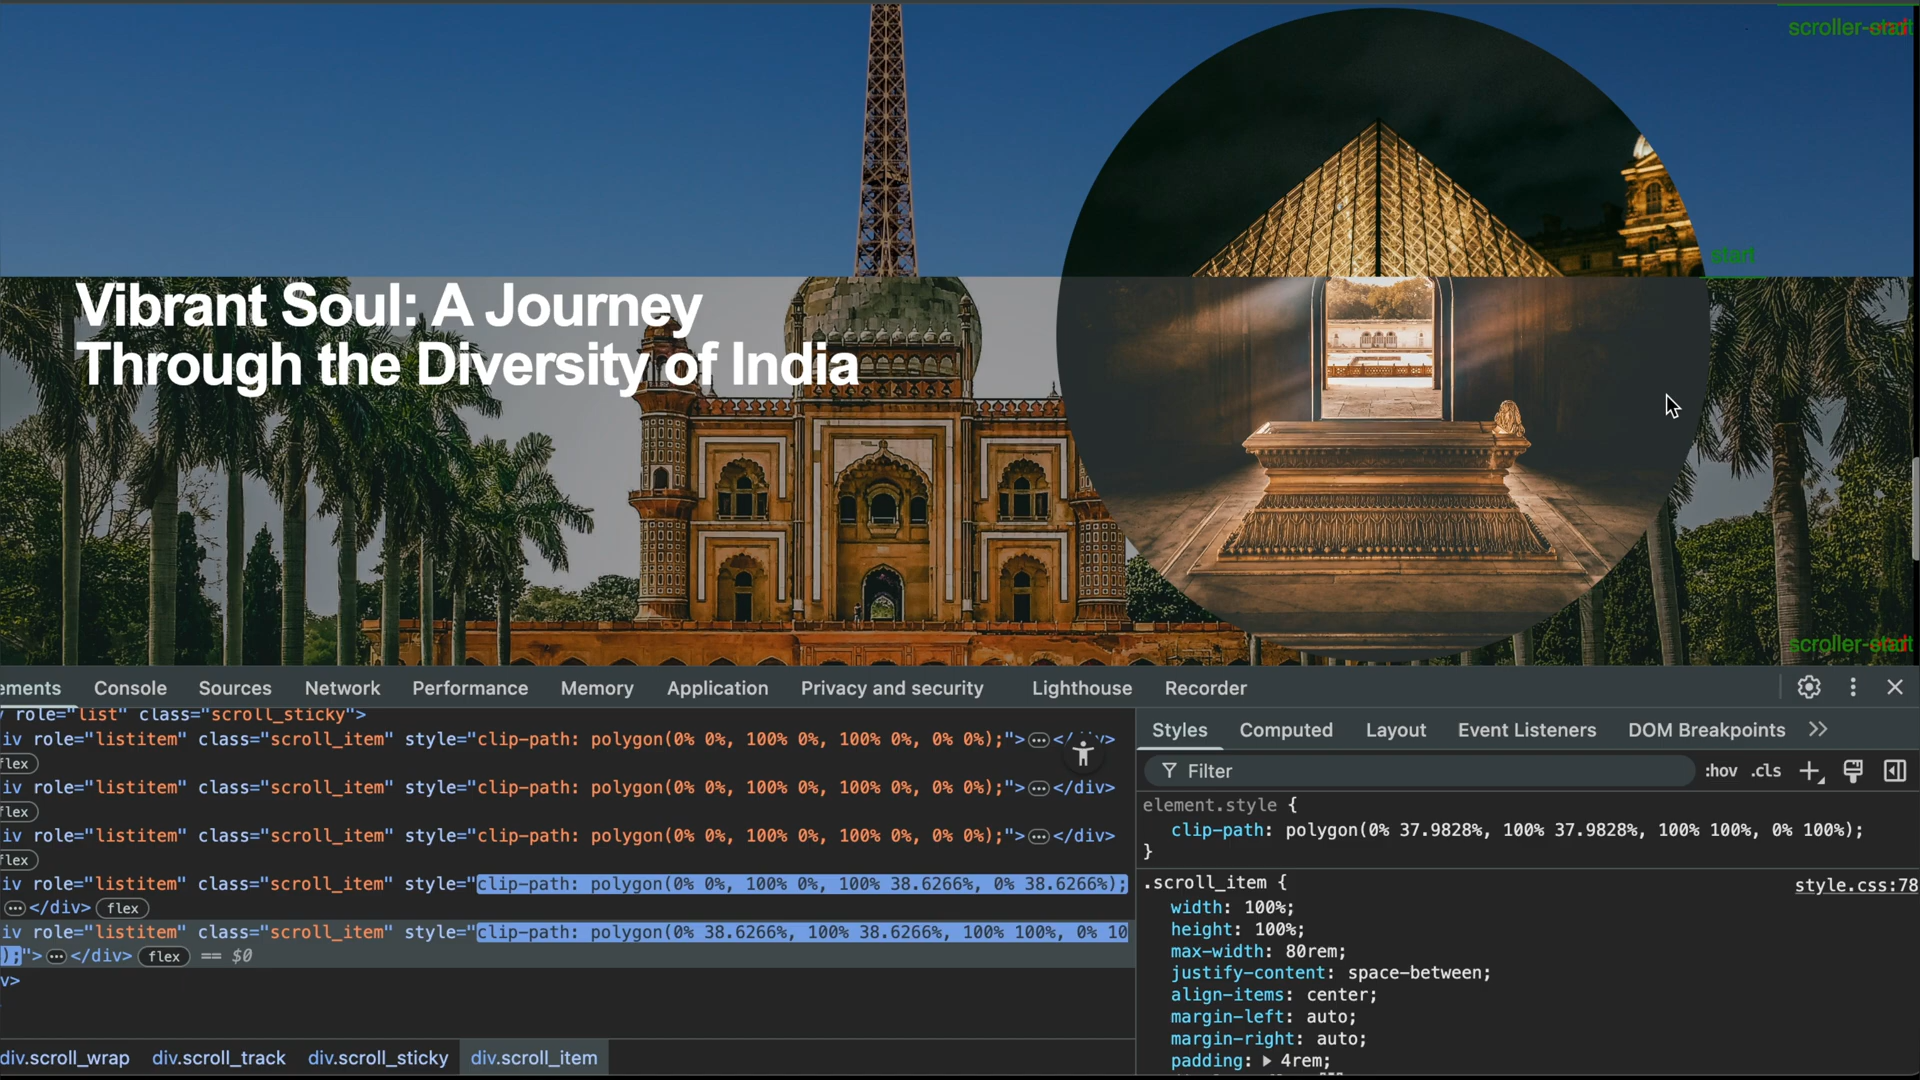 scroller-start
start
Vibrant Soul: A Journey
Through the Diversity of India
scroller-start
ements Console Sources Network Performance Memory Application Privacy and security Lighthouse Recorder
role="list" class="scroll_sticky">
iv role="listitem" class="scroll_item" style="clip-path: polygon(0% 0%, 100% 0%, 100% 0%, 0% 0%);"> ⋯ </div>
flex
iv role="listitem" class="scroll_item" style="clip-path: polygon(0% 0%, 100% 0%, 100% 0%, 0% 0%);"> ⋯ </div>
flex
iv role="listitem" class="scroll_item" style="clip-path: polygon(0% 0%, 100% 0%, 100% 0%, 0% 0%);"> ⋯ </div>
flex
iv role="listitem" class="scroll_item" style="clip-path: polygon(0% 0%, 100% 0%, 100% 38.6266%, 0% 38.6266%);
⋯ </div> flex
iv role="listitem" class="scroll_item" style="clip-path: polygon(0% 38.6266%, 100% 38.6266%, 100% 100%, 0% 10
);"> ⋯ </div> flex == $0
v>
div.scroll_wrap div.scroll_track div.scroll_sticky div.scroll_item
Styles Computed Layout Event Listeners DOM Breakpoints
Filter :hov .cls
element.style {
clip-path: polygon(0% 37.9828%, 100% 37.9828%, 100% 100%, 0% 100%);
}
.scroll_item { style.css:78
width: 100%;
height: 100%;
max-width: 80rem;
justify-content: space-between;
align-items: center;
margin-left: auto;
margin-right: auto;
padding: 4rem;